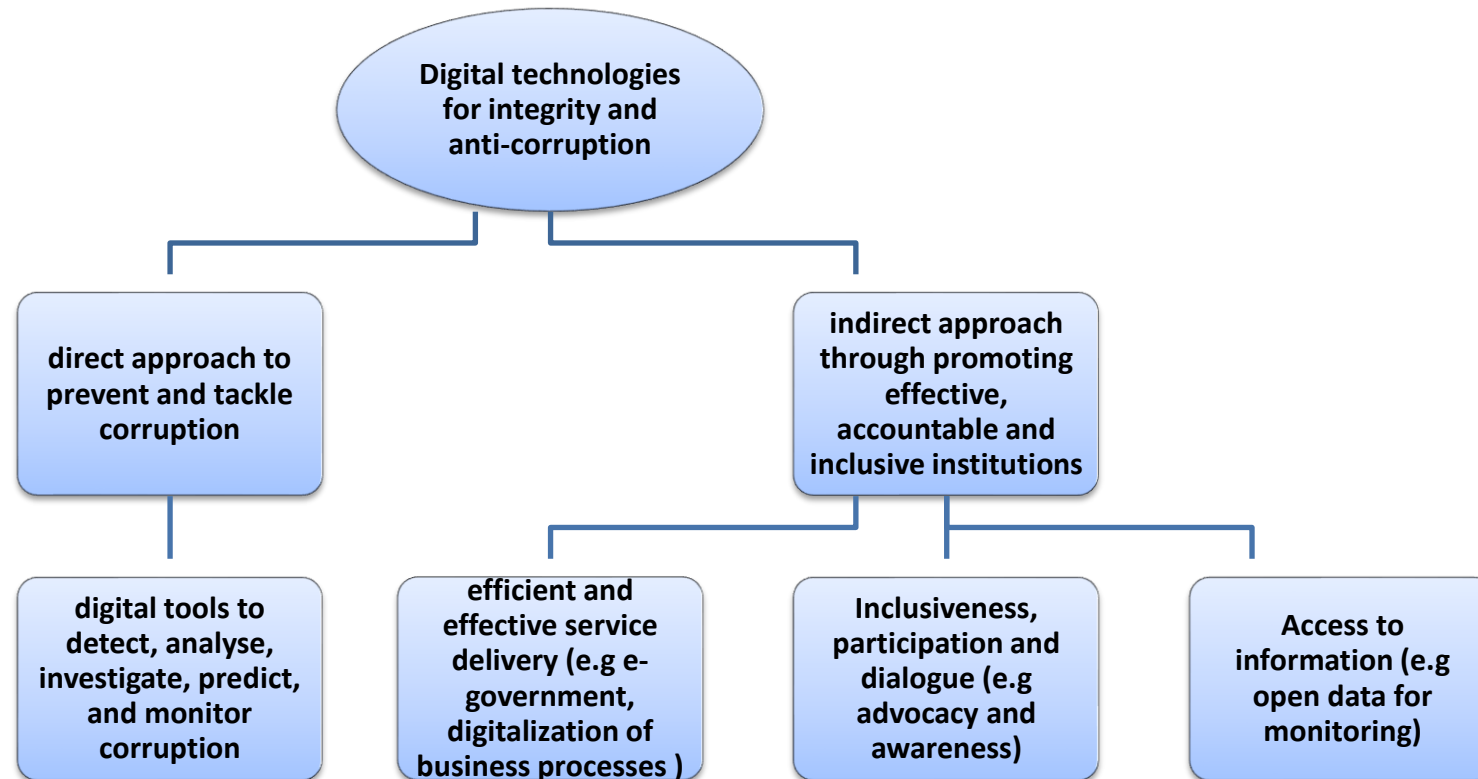 Digital technologies
for integrity and
anti-corruption
direct approach to
prevent and tackle
corruption
indirect approach
through promoting
effective,
accountable and
inclusive institutions
digital tools to
detect, analyse,
investigate, predict,
and monitor
corruption
efficient and
effective service
delivery (e.g e-
government,
digitalization of
business processes )
Inclusiveness,
participation and
dialogue (e.g
advocacy and
awareness)
Access to
information (e.g
open data for
monitoring)